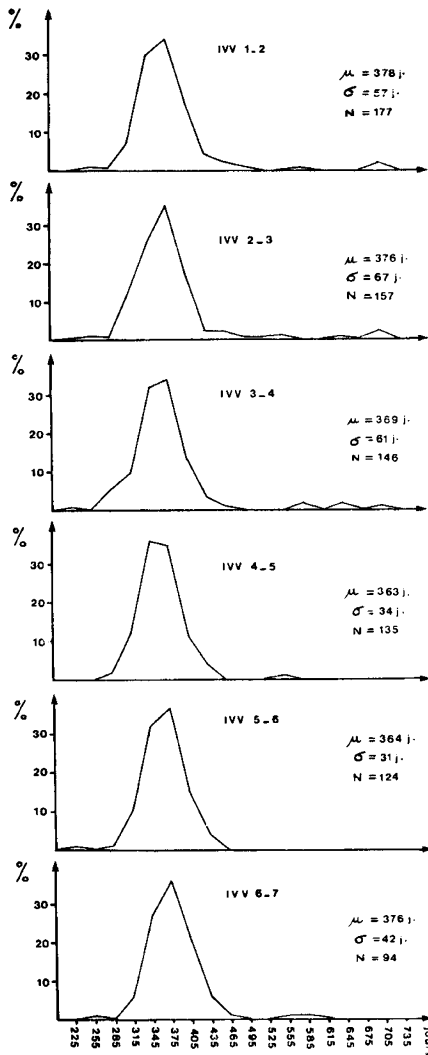 %
IVV 1_2
30
20
10
μ = 378 j.
σ = 57 j.
N = 177
%
IVV 2_3
30
20
10
μ = 376 j.
σ = 67 j.
N = 157
%
IVV 3_4
30
20
10
μ = 369 j.
σ = 61 j.
N = 146
%
IVV 4_5
30
20
10
μ = 363 j.
σ = 34 j.
N = 135
%
IVV 5_6
30
20
10
μ = 364 j.
σ = 31 j.
N = 124
%
IVV 6_7
30
20
10
μ = 376 j.
σ = 42 j.
N = 94
225 255 285 315 345 375 405 435 465 495 525 555 585 615 645 675 705 735